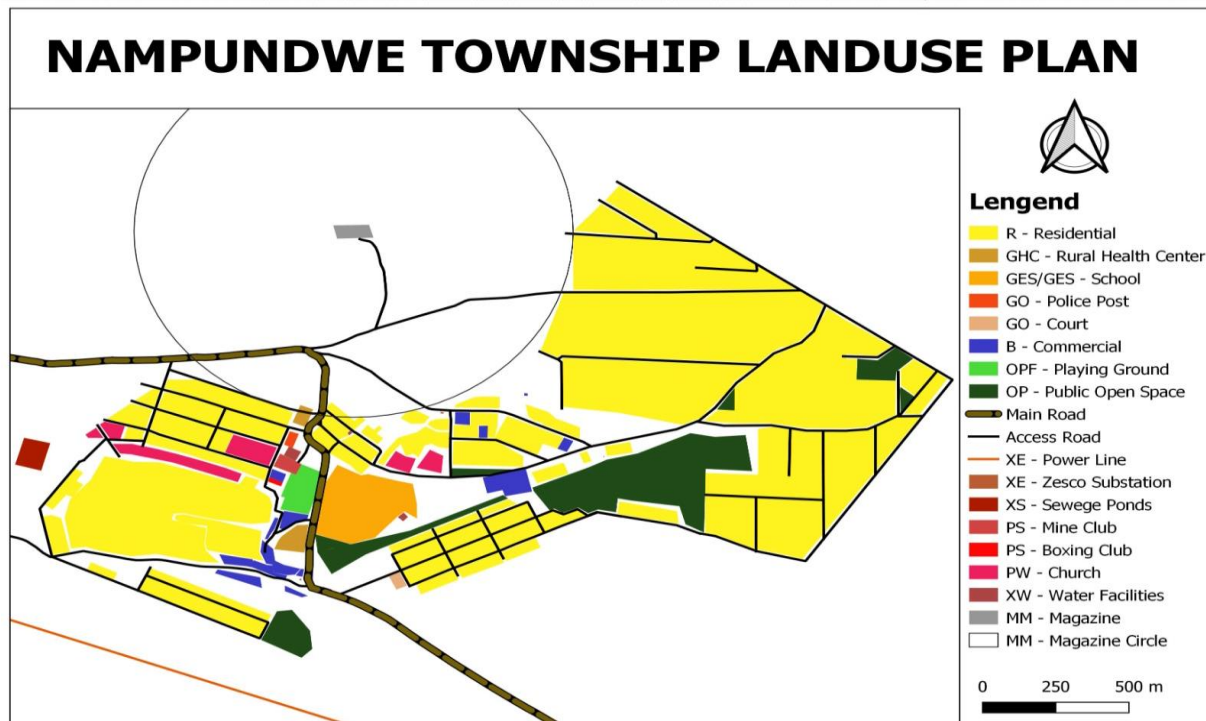 NAMPUNDWE TOWNSHIP LANDUSE PLAN
Lengend
R - Residential
GHC - Rural Health Center
GES/GES - School
GO - Police Post
GO - Court
B - Commercial
OPF - Playing Ground
OP - Public Open Space
Main Road
Access Road
XE - Power Line
XE - Zesco Substation
XS - Sewege Ponds
PS - Mine Club
PS - Boxing Club
PW - Church
XW - Water Facilities
MM - Magazine
MM - Magazine Circle
0 250 500 m